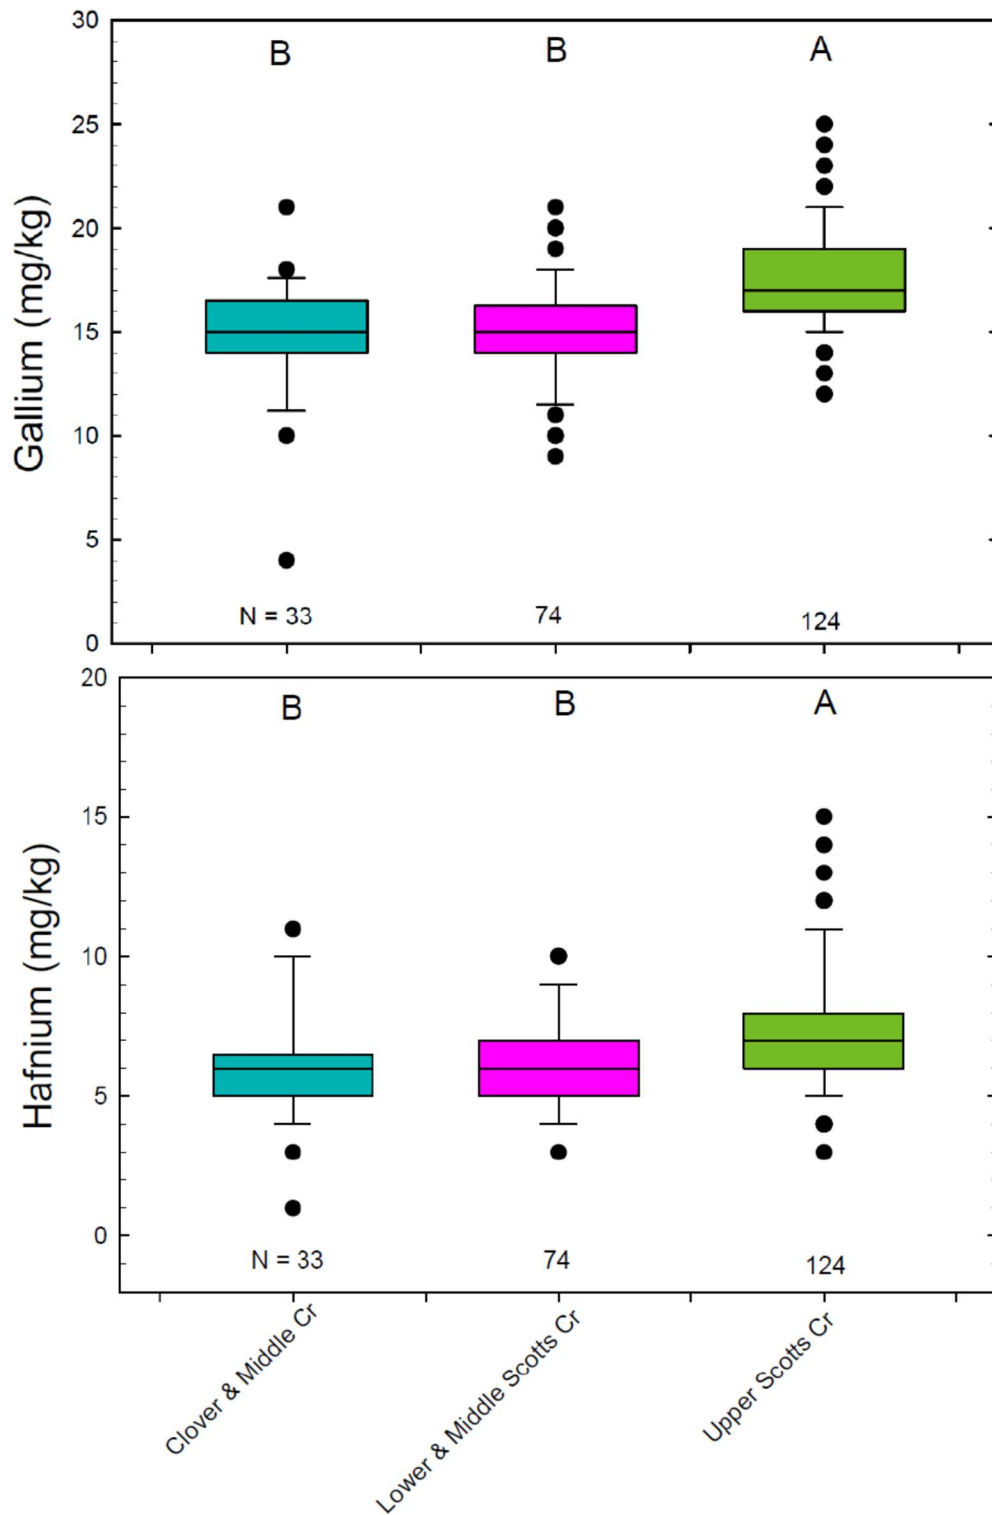 30
B B A
25
20
15
10
5
0
Gallium (mg/kg)
N = 33 74 124
20
B B A
15
10
5
0
Hafnium (mg/kg)
N = 33 74 124
Clover & Middle Cr
Lower & Middle Scotts Cr
Upper Scotts Cr